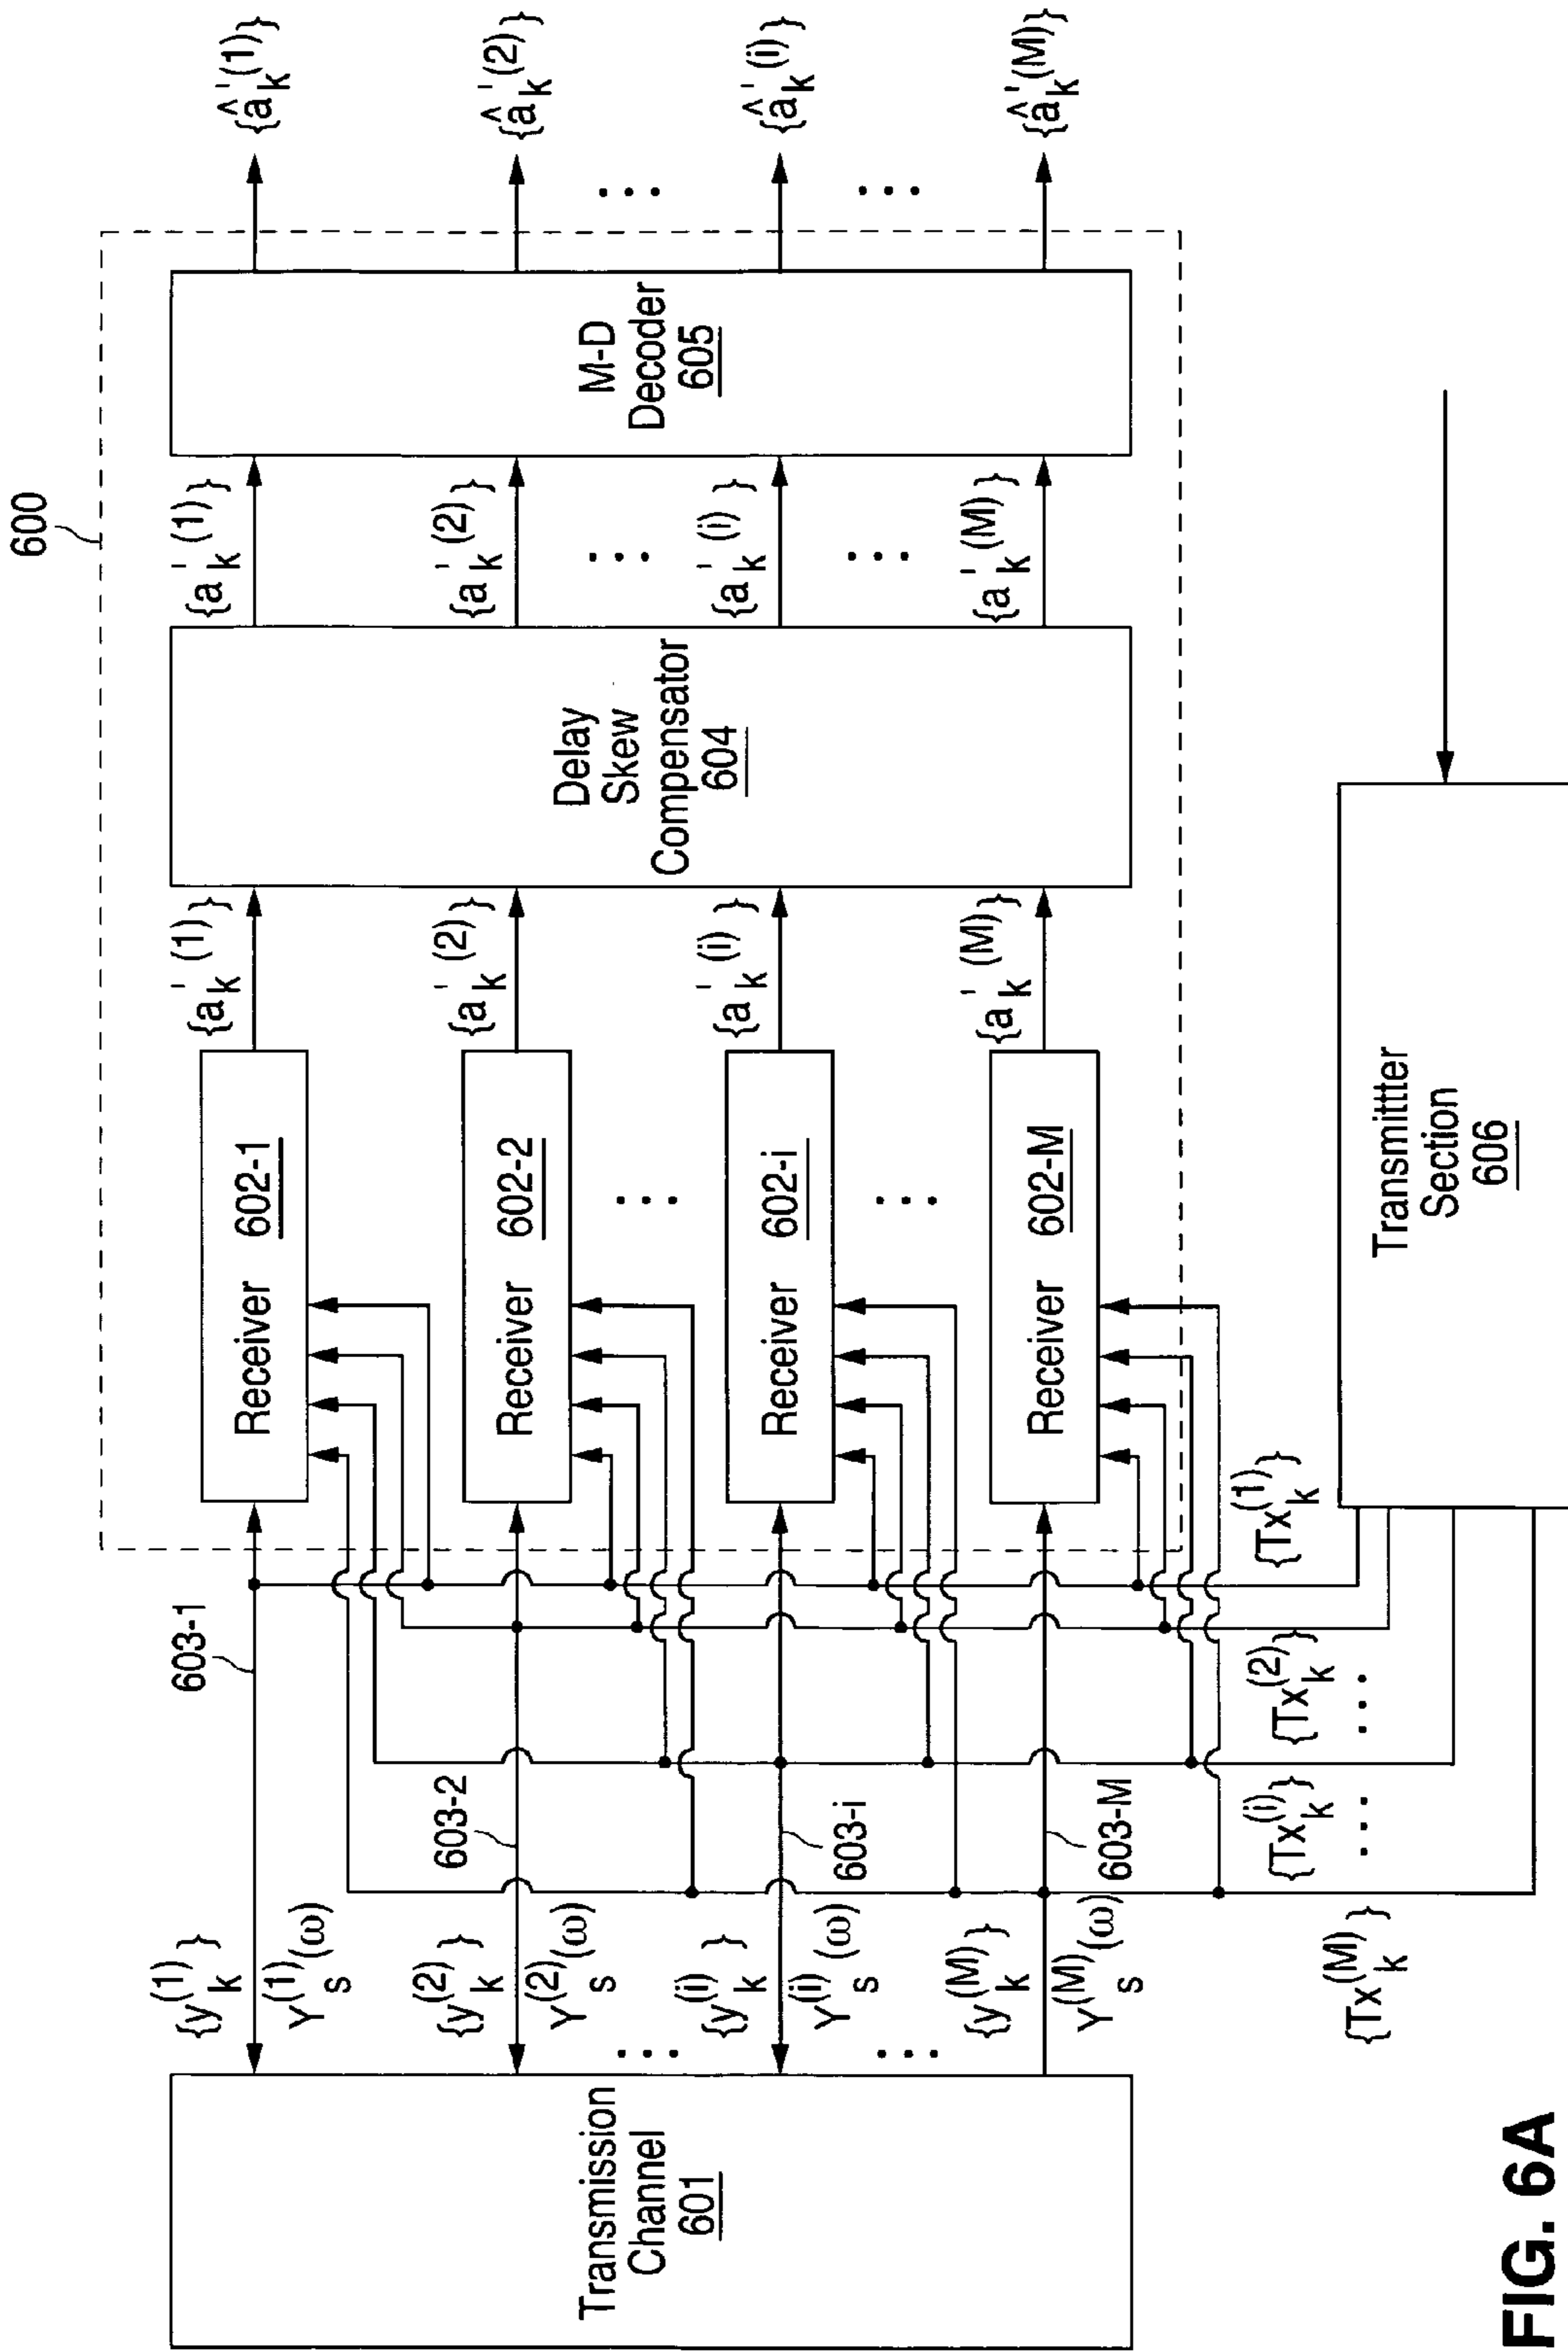 600
Transmission
Channel
601
{y_k^(1)}
Y_s^(1)(ω)
603-1
{y_k^(2)}
Y_s^(2)(ω)
603-2
...
{y_k^(i)}
Y_s^(i)(ω)
603-i
...
{y_k^(M)}
Y_s^(M)(ω)
603-M
Receiver 602-1
Receiver 602-2
...
Receiver 602-i
...
Receiver 602-M
{a'_k^(1)}
{a'_k^(2)}
{a'_k^(i)}
{a'_k^(M)}
Delay
Skew
Compensator
604
{a'_k^(1)}
{a'_k^(2)}
...
{a'_k^(i)}
...
{a'_k^(M)}
M-D
Decoder
605
{â'_k^(1)}
{â'_k^(2)}
...
{â'_k^(i)}
...
{â'_k^(M)}
{Tx_k^(M)}
{Tx_k^(i)}
...
{Tx_k^(2)}
...
{Tx_k^(1)}
Transmittter
Section
606
FIG. 6A